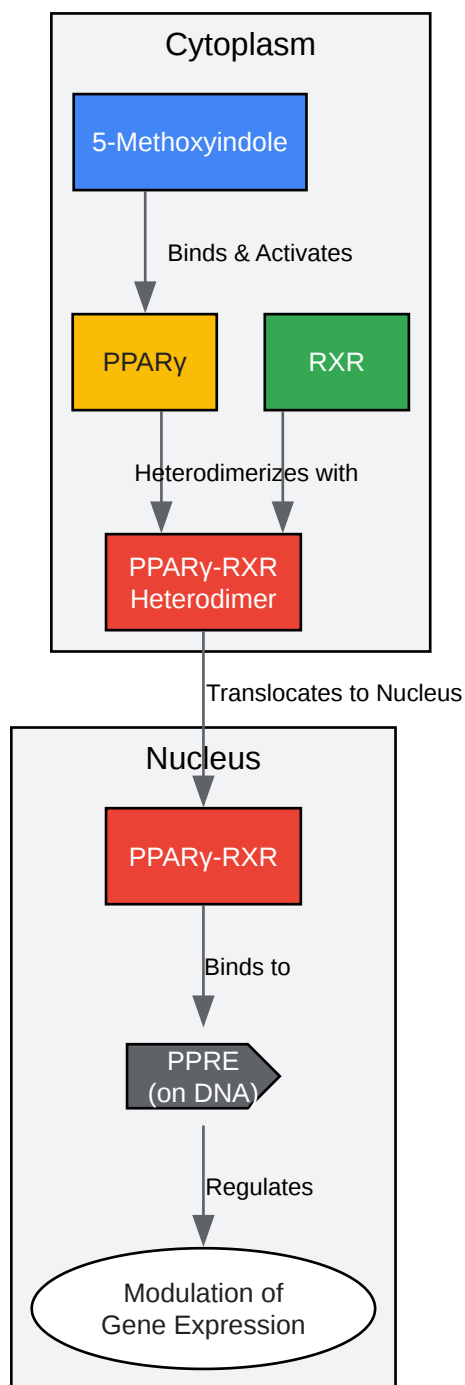 Cytoplasm
5-Methoxyindole
Binds & Activates
PPARγ
RXR
Heterodimerizes with
PPARγ-RXR
Heterodimer
Translocates to Nucleus
Nucleus
PPARγ-RXR
Binds to
PPRE
(on DNA)
Regulates
Modulation of
Gene Expression